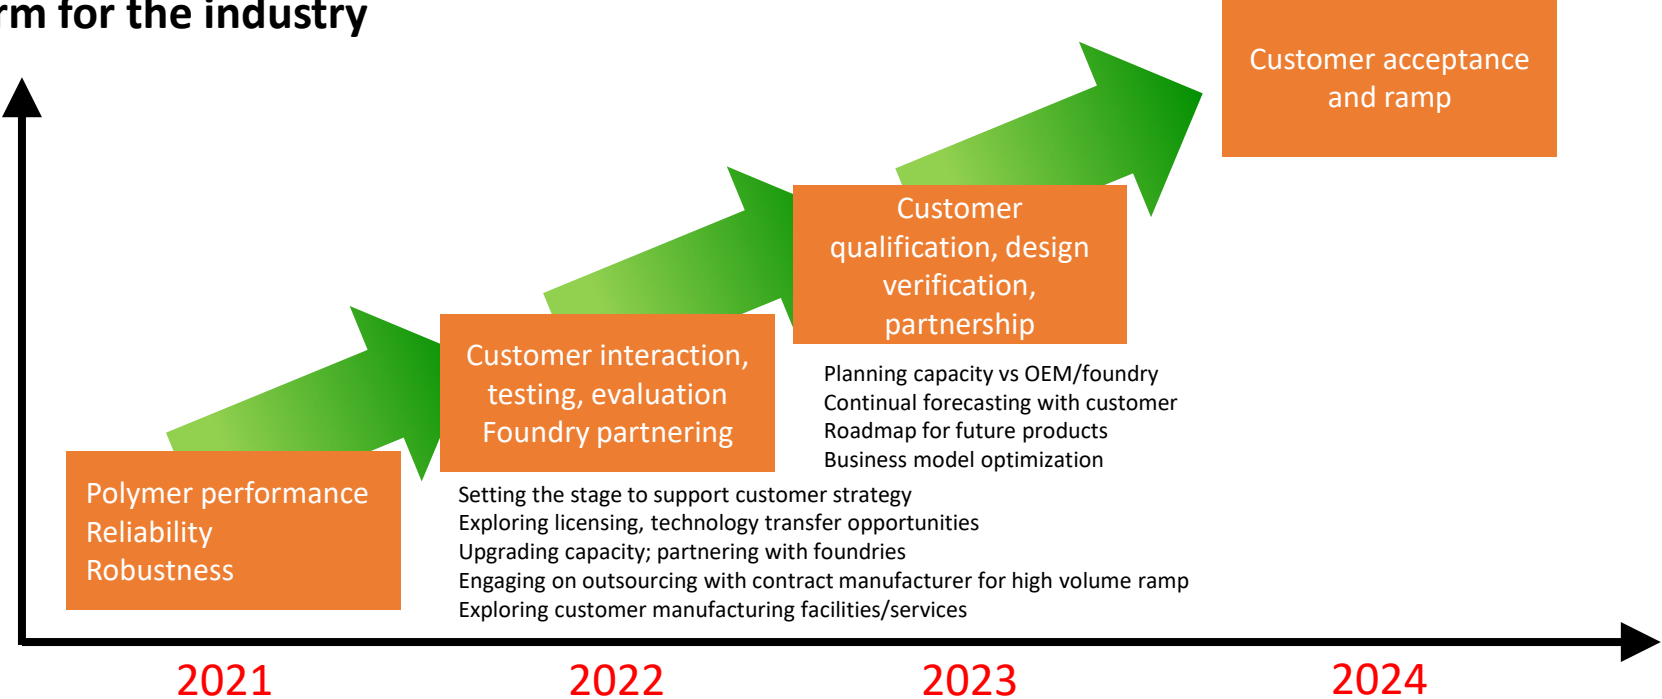 rm for the industry
Customer acceptance
and ramp
Customer
qualification, design
verification,
partnership
Planning capacity vs OEM/foundry
Continual forecasting with customer
Roadmap for future products
Business model optimization
Customer interaction,
testing, evaluation
Foundry partnering
Setting the stage to support customer strategy
Exploring licensing, technology transfer opportunities
Upgrading capacity; partnering with foundries
Engaging on outsourcing with contract manufacturer for high volume ramp
Exploring customer manufacturing facilities/services
Polymer performance
Reliability
Robustness
2021
2022
2023
2024